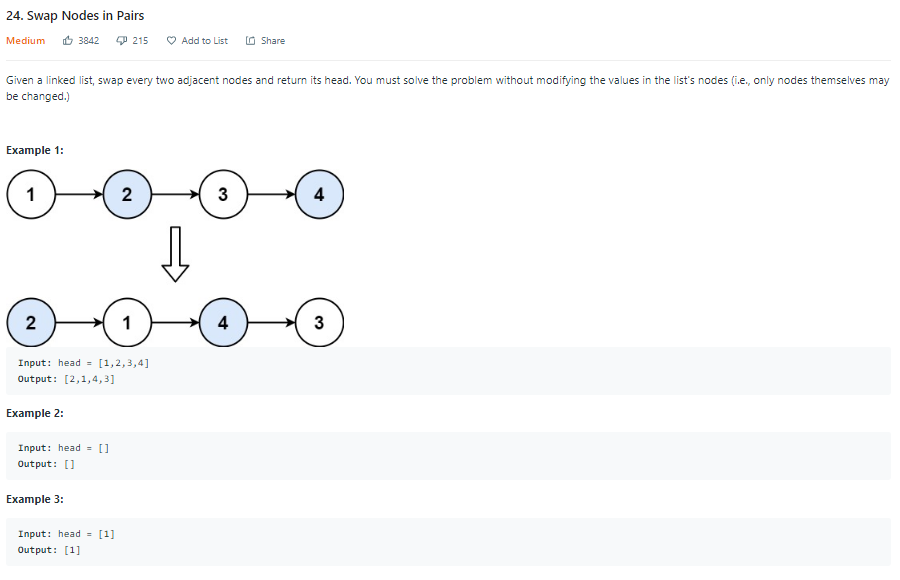 24. Swap Nodes in Pairs
Medium 3842 215 Add to List Share
Given a linked list, swap every two adjacent nodes and return its head. You must solve the problem without modifying the values in the list's nodes (i.e., only nodes themselves may
be changed.)
Example 1:
1 2 3 4
2 1 4 3
Input: head = [1,2,3,4]
Output: [2,1,4,3]
Example 2:
Input: head = []
Output: []
Example 3:
Input: head = [1]
Output: [1]